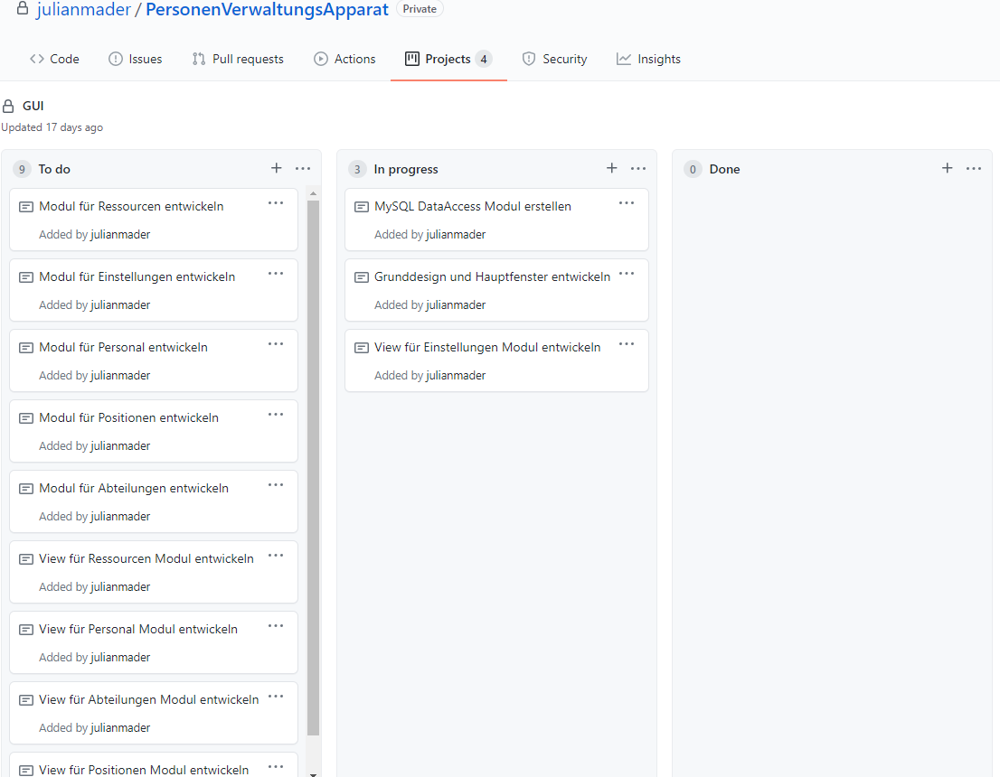 julianmader / PersonenVerwaltungsApparat Private
Code Issues Pull requests Actions Projects 4 Security Insights
GUI
Updated 17 days ago
9 To do
Modul für Ressourcen entwickeln
Added by julianmader
Modul für Einstellungen entwickeln
Added by julianmader
Modul für Personal entwickeln
Added by julianmader
Modul für Positionen entwickeln
Added by julianmader
Modul für Abteilungen entwickeln
Added by julianmader
View für Ressourcen Modul entwickeln
Added by julianmader
View für Personal Modul entwickeln
Added by julianmader
View für Abteilungen Modul entwickeln
Added by julianmader
View für Positionen Modul entwickeln
3 In progress
MySQL DataAccess Modul erstellen
Added by julianmader
Grunddesign und Hauptfenster entwickeln
Added by julianmader
View für Einstellungen Modul entwickeln
Added by julianmader
0 Done